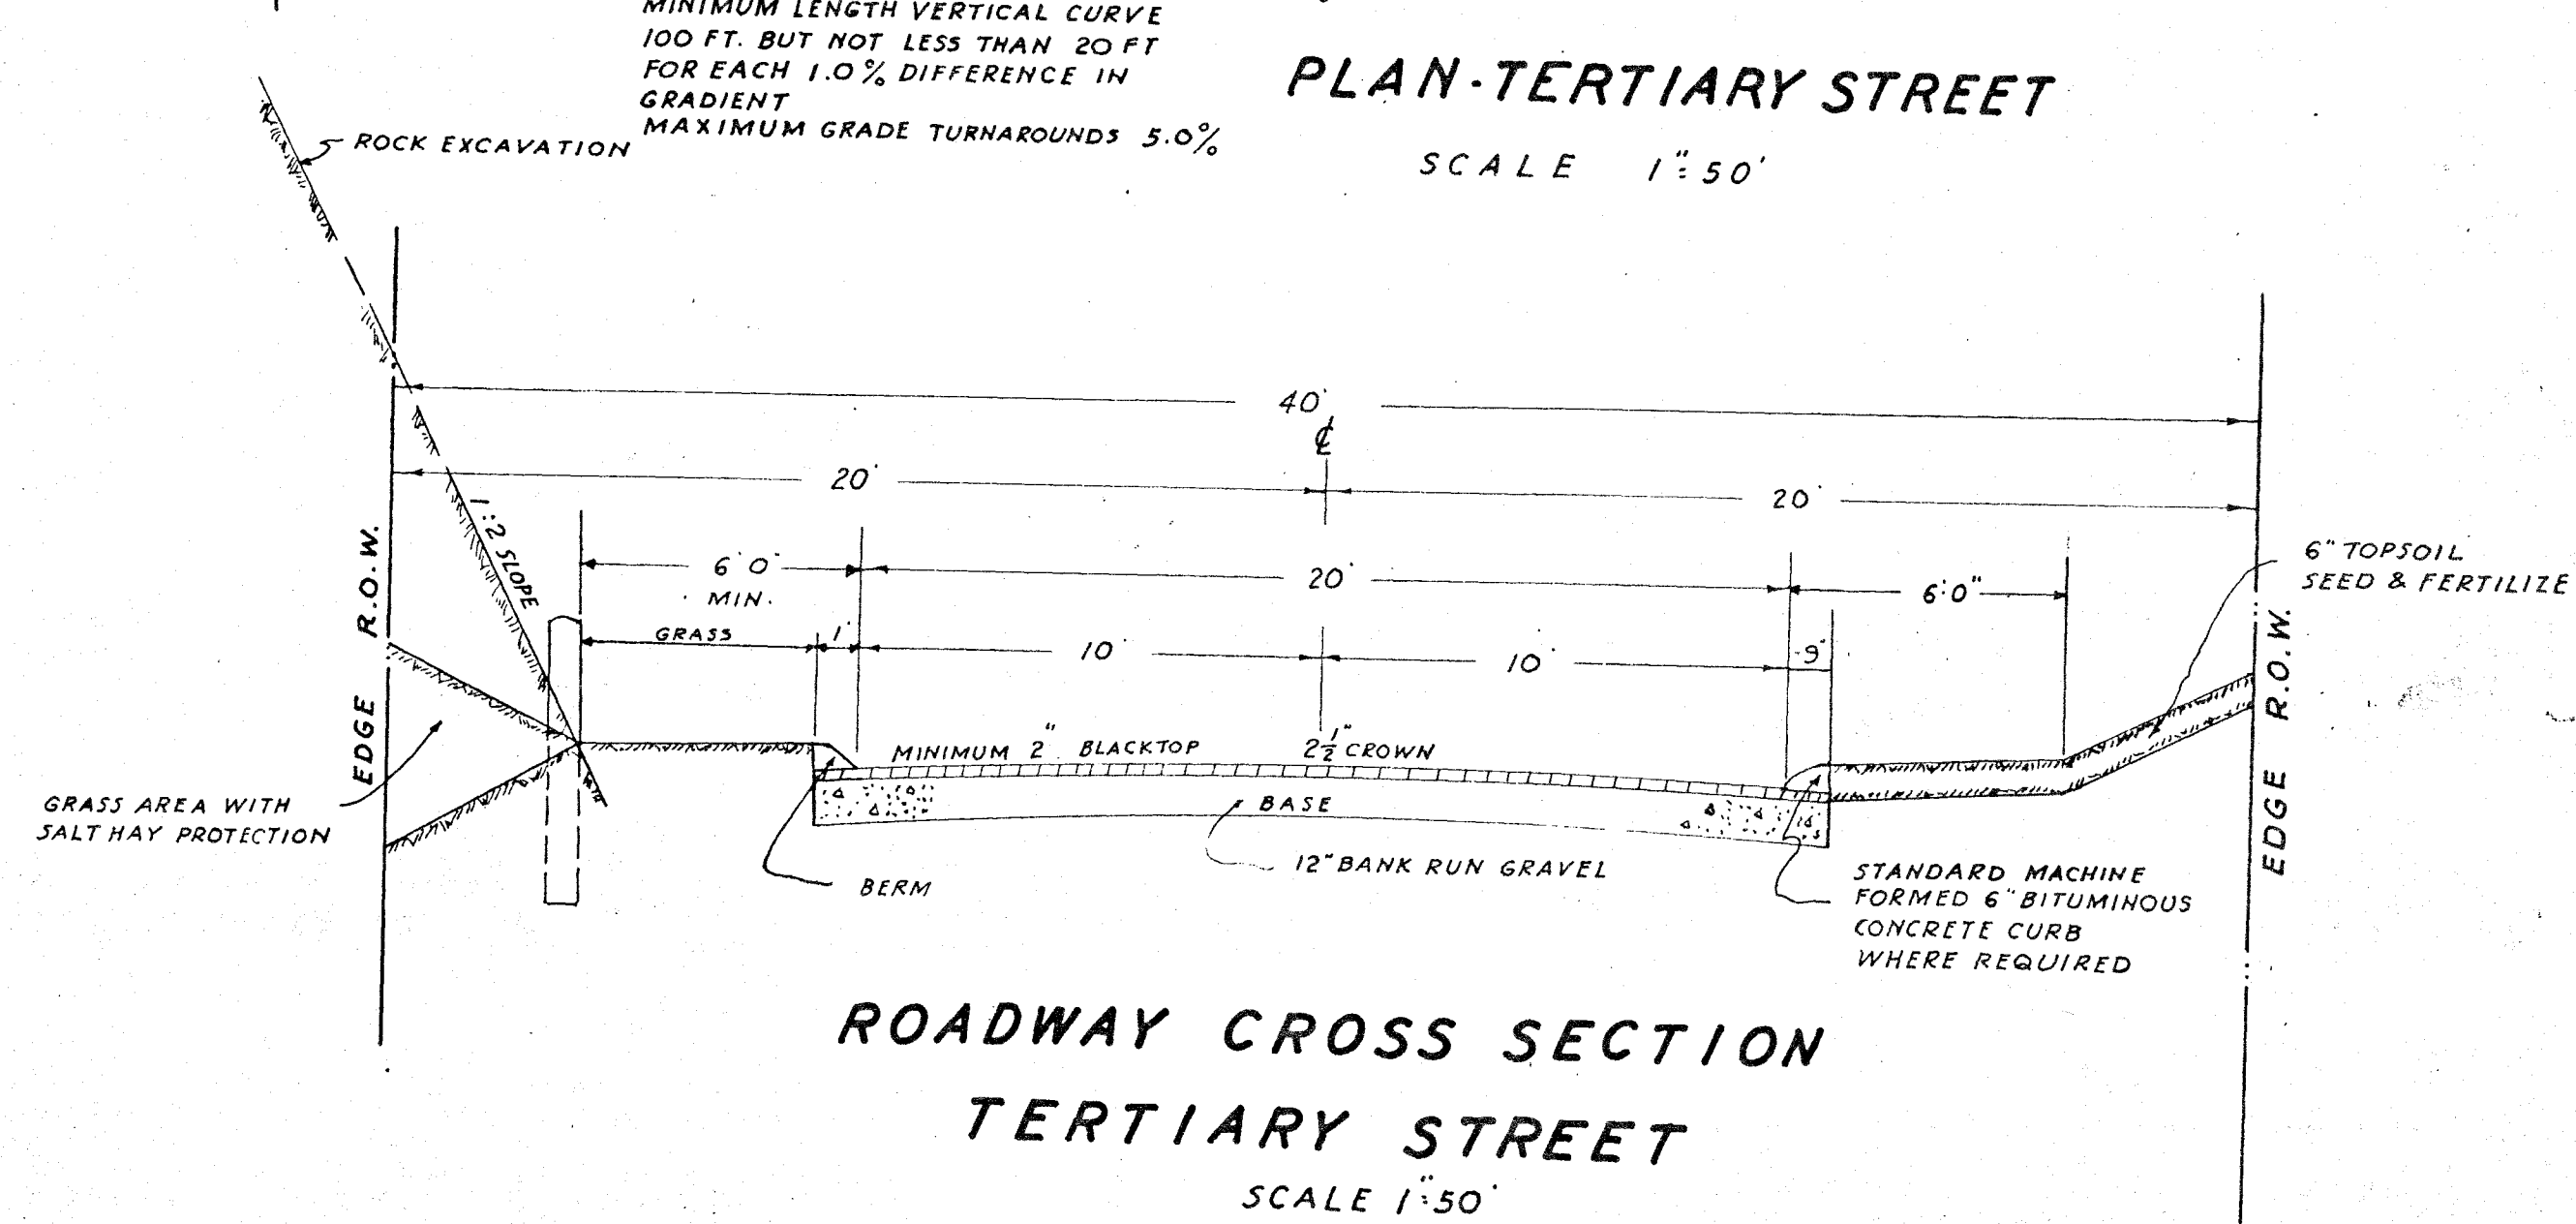 MINIMUM LENGTH VERTICAL CURVE
100 FT. BUT NOT LESS THAN 20 FT
FOR EACH 1.0% DIFFERENCE IN
GRADIENT
MAXIMUM GRADE TURNAROUNDS 5.0%
PLAN-TERTIARY STREET
SCALE 1"=50'
ROCK EXCAVATION
40'
℄
20'
20'
1:2 SLOPE
EDGE R.O.W.
6'0"
MIN.
20'
6'-0"
6" TOPSOIL
SEED & FERTILIZE
GRASS
1'
10'
10'
9"
EDGE R.O.W.
MINIMUM 2" BLACKTOP
2½" CROWN
GRASS AREA WITH
SALT HAY PROTECTION
BASE
12" BANK RUN GRAVEL
BERM
STANDARD MACHINE
FORMED 6" BITUMINOUS
CONCRETE CURB
WHERE REQUIRED
ROADWAY CROSS SECTION
TERTIARY STREET
SCALE 1"=50'